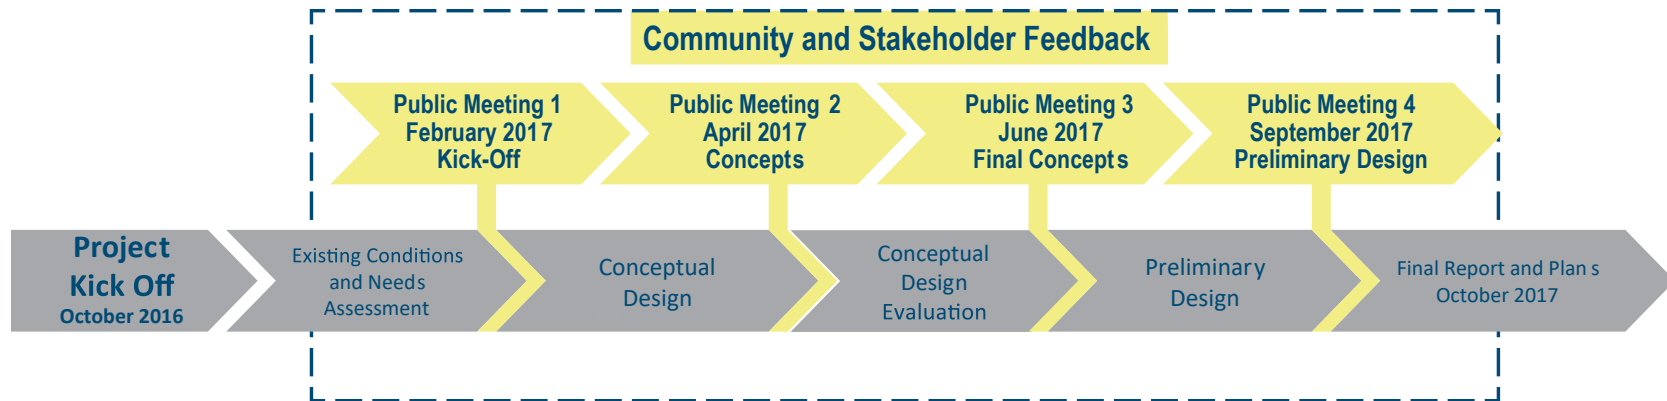 Community and Stakeholder Feedback
Public Meeting 1
February 2017
Kick-Off
Public Meeting 2
April 2017
Concepts
Public Meeting 3
June 2017
Final Concepts
Public Meeting 4
September 2017
Preliminary Design
Project
Kick Off
October 2016
Existing Conditions
and Needs
Assessment
Conceptual
Design
Conceptual
Design
Evaluation
Preliminary
Design
Final Report and Plans
October 2017